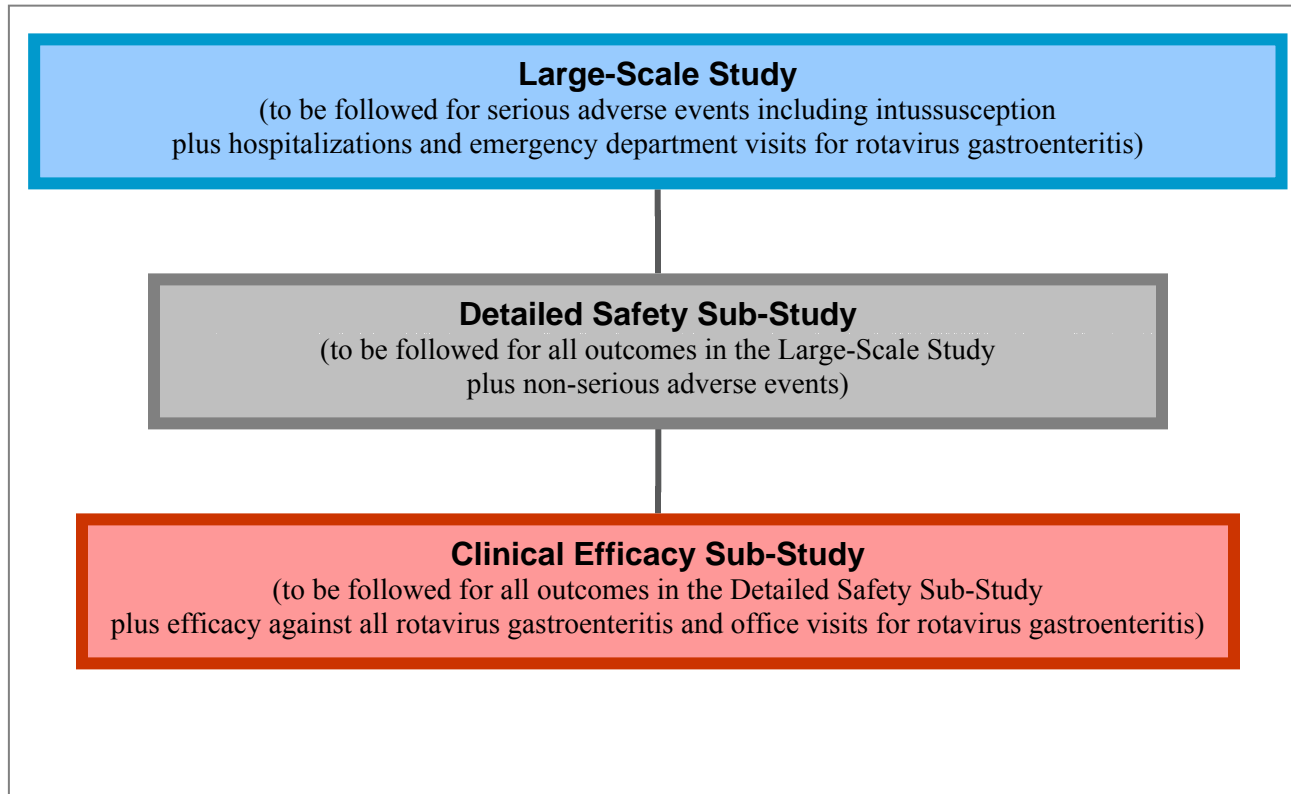 Large-Scale Study
(to be followed for serious adverse events including intussusception
plus hospitalizations and emergency department visits for rotavirus gastroenteritis)
Detailed Safety Sub-Study
(to be followed for all outcomes in the Large-Scale Study
plus non-serious adverse events)
Clinical Efficacy Sub-Study
(to be followed for all outcomes in the Detailed Safety Sub-Study
plus efficacy against all rotavirus gastroenteritis and office visits for rotavirus gastroenteritis)